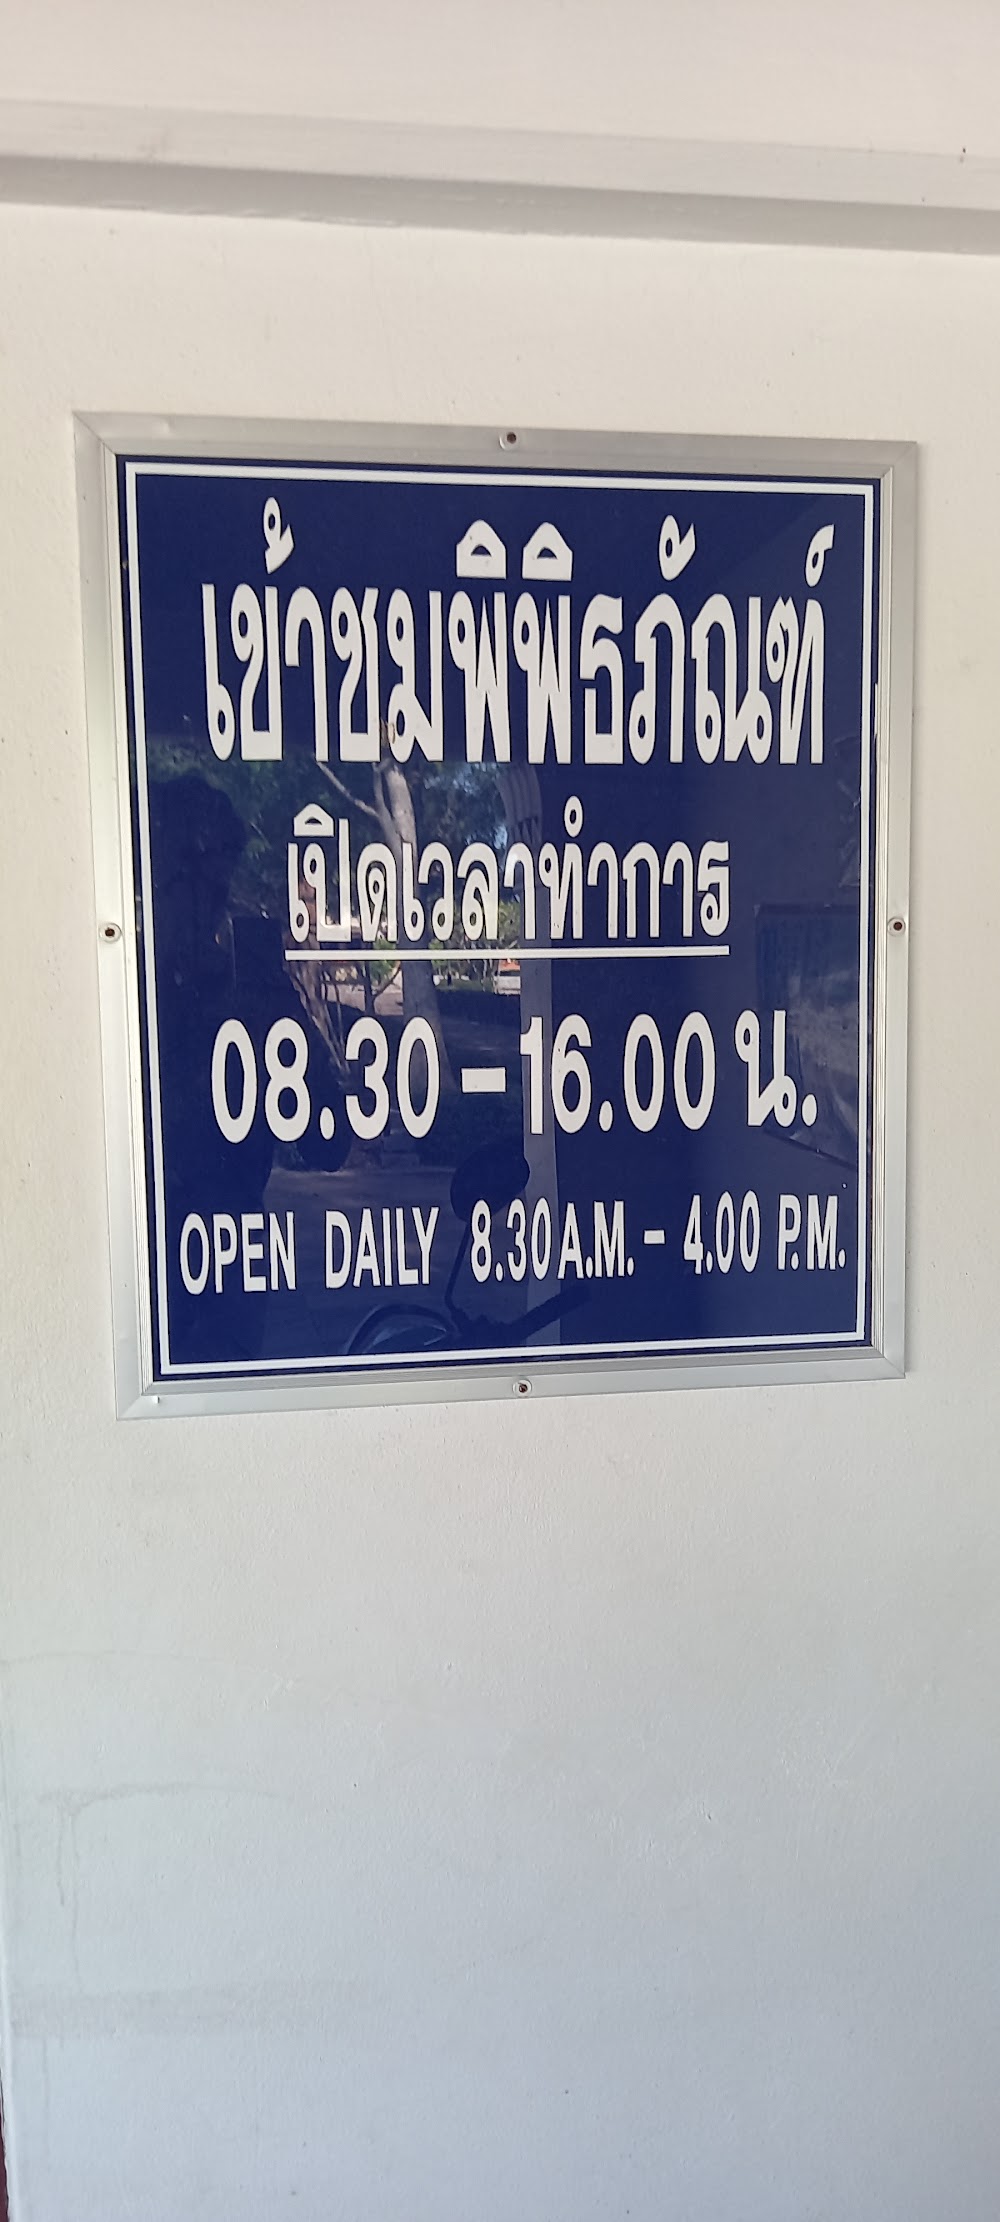 เข้าชมพิพิธภัณฑ์
เปิดเวลาทำการ
08.30 - 16.00 น.
OPEN DAILY 8.30 A.M. - 4.00 P.M.